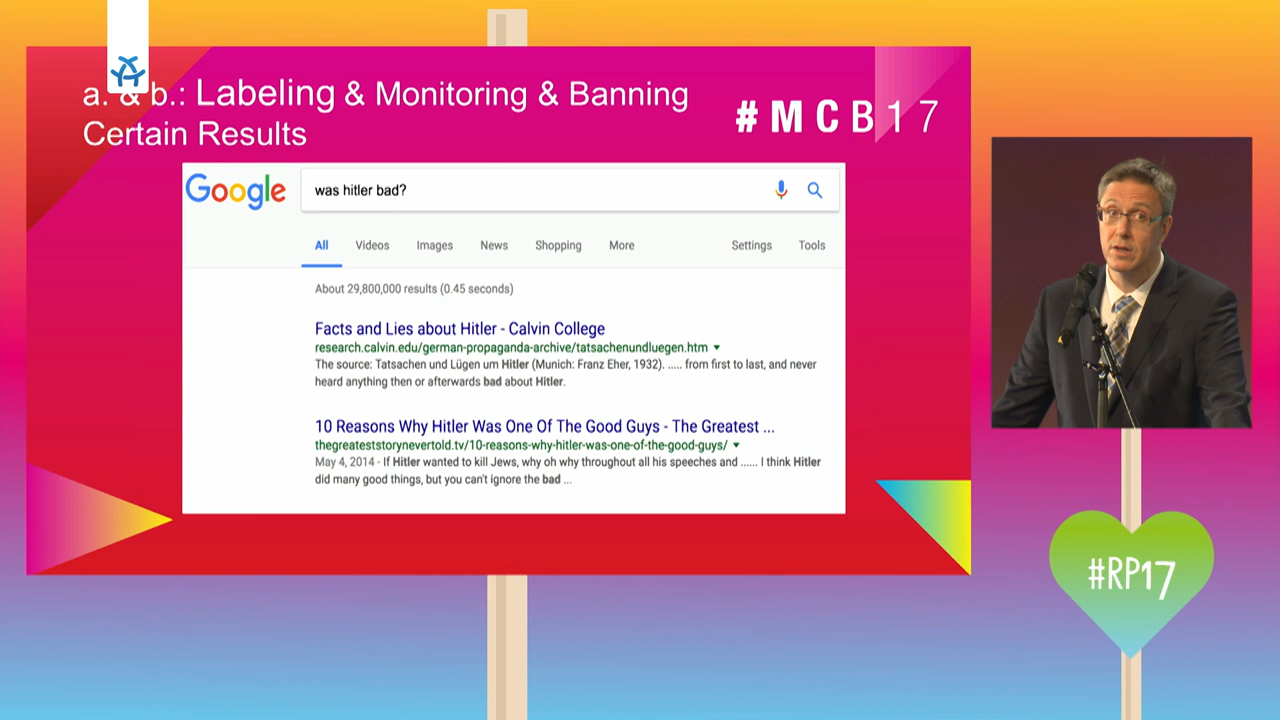 a. & b.: Labeling & Monitoring & Banning
Certain Results
#MCB17
Google
was hitler bad?
All Videos Images News Shopping More Settings Tools
About 29,800,000 results (0.45 seconds)
Facts and Lies about Hitler - Calvin College
research.calvin.edu/german-propaganda-archive/tatsachenundluegen.htm
The source: Tatsachen und Lügen um Hitler (Munich: Franz Eher, 1932). ..... from first to last, and never
heard anything then or afterwards bad about Hitler.
10 Reasons Why Hitler Was One Of The Good Guys - The Greatest ...
thegreateststorynevertold.tv/10-reasons-why-hitler-was-one-of-the-good-guys/
May 4, 2014 - If Hitler wanted to kill Jews, why oh why throughout all his speeches and ...... I think Hitler
did many good things, but you can't ignore the bad ...
#RP17